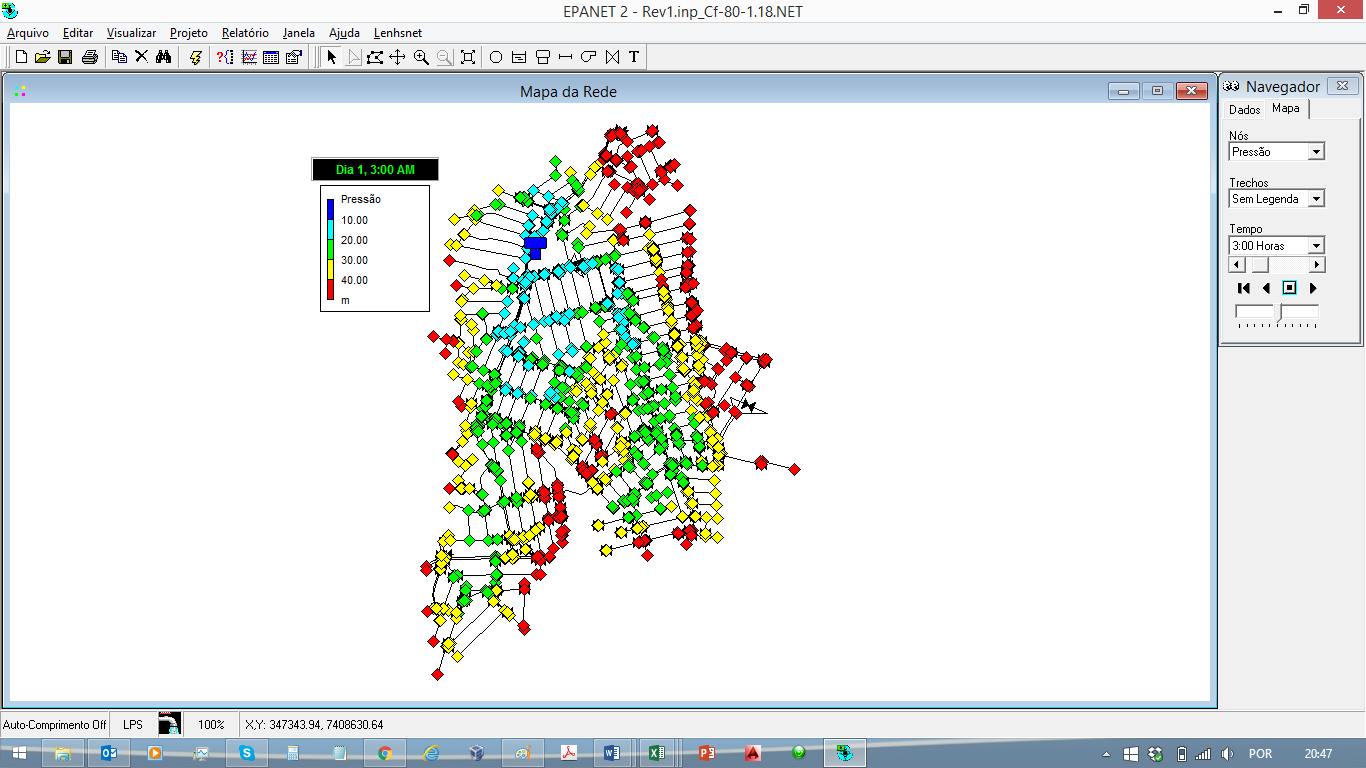 EPANET 2 - Rev1.inp_Cf-80-1.18.NET
Arquivo Editar Visualizar Projeto Relatório Janela Ajuda Lenhsnet
Mapa da Rede
Dia 1, 3:00 AM
Pressão
10.00
20.00
30.00
40.00
m
Navegador
Dados Mapa
Nós
Pressão
Trechos
Sem Legenda
Tempo
3:00 Horas
Auto-Comprimento Off LPS 100% X,Y: 347343.94, 7408630.64
POR 20:47